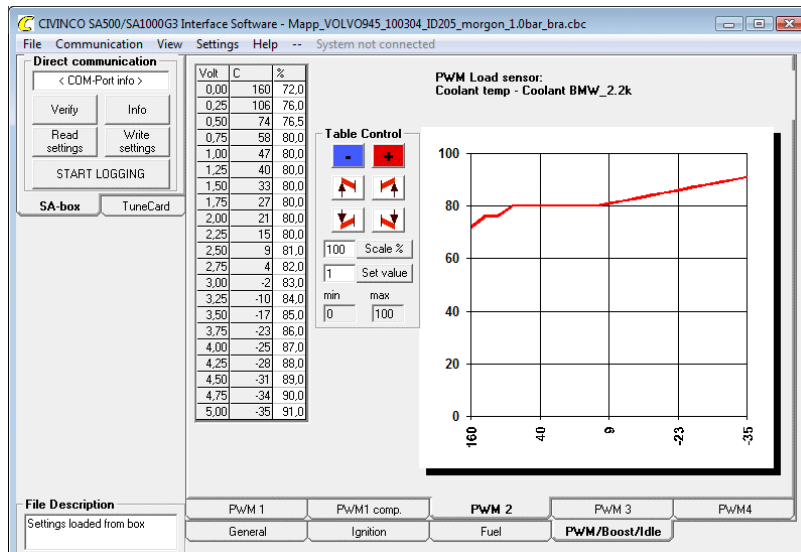 CIVINCO SA500/SA1000G3 Interface Software - Mapp_VOLVO945_100304_ID205_morgon_1.0bar_bra.cbc
File Communication View Settings Help -- System not connected
Direct communication
< COM-Port info >
Verify Info
Read settings Write settings
START LOGGING
SA-box TuneCard
Volt C %
0,00 160 72,0
0,25 106 76,0
0,50 74 76,5
0,75 58 80,0
1,00 47 80,0
1,25 40 80,0
1,50 33 80,0
1,75 27 80,0
2,00 21 80,0
2,25 15 80,0
2,50 9 81,0
2,75 4 82,0
3,00 -2 83,0
3,25 -10 84,0
3,50 -17 85,0
3,75 -23 86,0
4,00 -25 87,0
4,25 -28 88,0
4,50 -31 89,0
4,75 -34 90,0
5,00 -35 91,0
Table Control
- +
100 Scale %
1 Set value
min max
0 100
PWM Load sensor:
Coolant temp - Coolant BMW_2.2k
100
80
60
40
20
0
160 40 9 -23 -35
File Description
Settings loaded from box
PWM 1 PWM1 comp. PWM 2 PWM 3 PWM4
General Ignition Fuel PWM/Boost/Idle